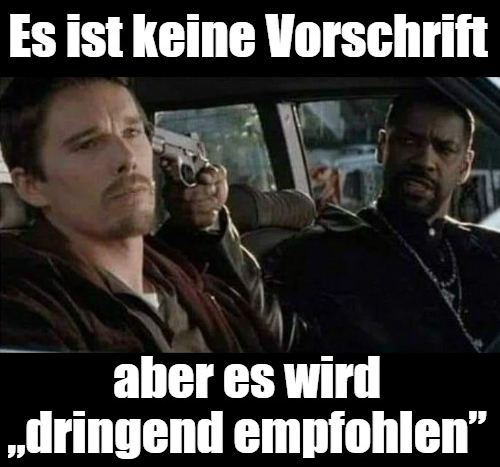 Es ist keine Vorschrift
aber es wird
„dringend empfohlen”